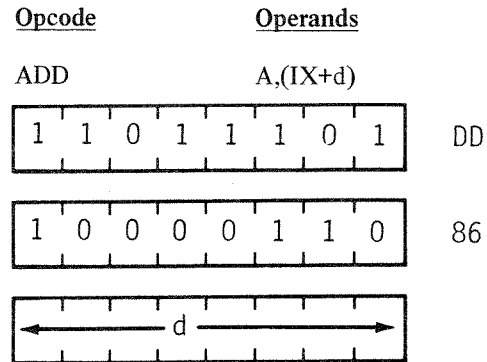 Opcode Operands
ADD A,(IX+d)
1 1 0 1 1 1 0 1 DD
1 0 0 0 0 1 1 0 86
d